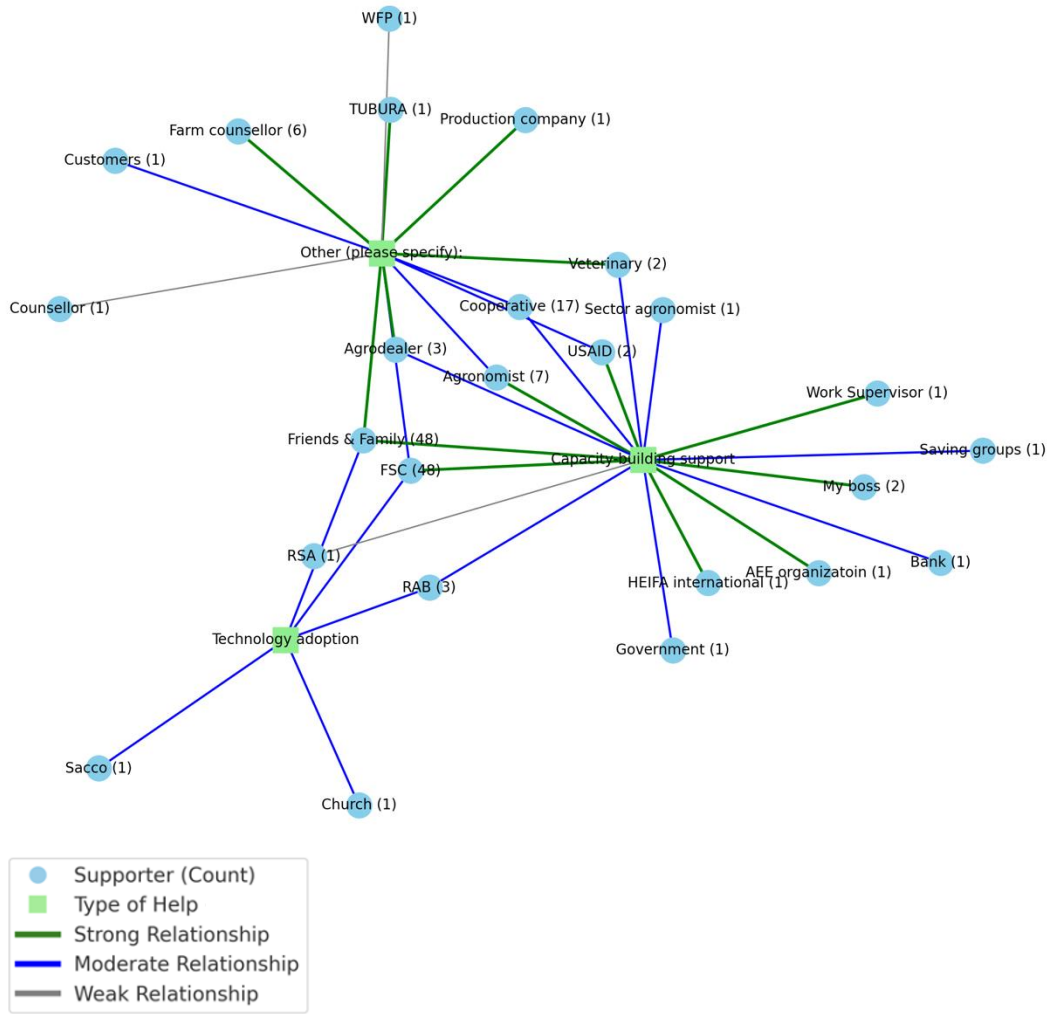 WFP (1)
TUBURA (1)
Production company (1)
Farm counsellor (6)
Customers (1)
Other (please specify):
Veterinary (2)
Counsellor (1)
Cooperative (17)
Sector agronomist (1)
Agrodealer (3)
USAID (2)
Agronomist (7)
Work Supervisor (1)
Friends & Family (48)
Saving groups (1)
Capacity building support
FSC (48)
My boss (2)
RSA (1)
Bank (1)
AEE organizatoin (1)
HEIFA international (1)
RAB (3)
Technology adoption
Government (1)
Sacco (1)
Church (1)
Supporter (Count)
Type of Help
Strong Relationship
Moderate Relationship
Weak Relationship